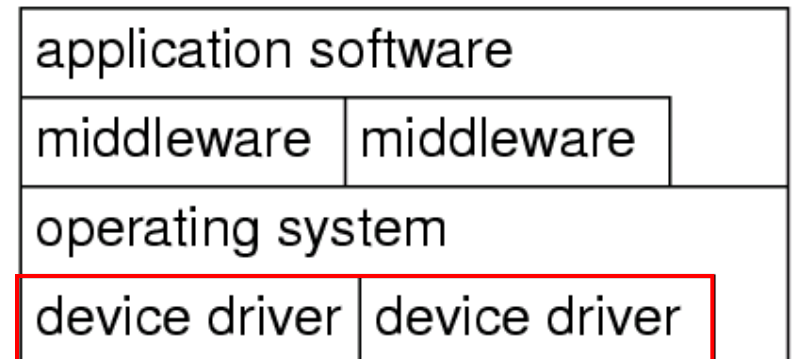 application software
middleware middleware
operating system
device driver device driver